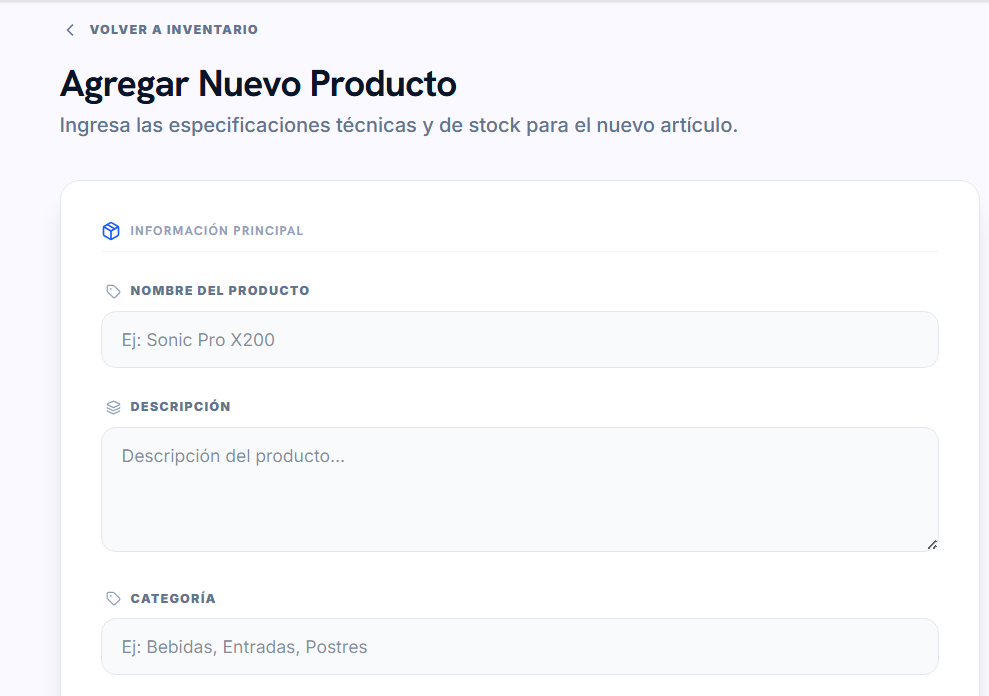 VOLVER A INVENTARIO
Agregar Nuevo Producto
Ingresa las especificaciones técnicas y de stock para el nuevo artículo.
INFORMACIÓN PRINCIPAL
NOMBRE DEL PRODUCTO
Ej: Sonic Pro X200
DESCRIPCIÓN
Descripción del producto...
CATEGORÍA
Ej: Bebidas, Entradas, Postres